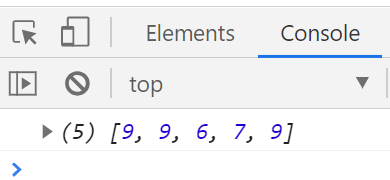 Elements Console
top
(5) [9, 9, 6, 7, 9]